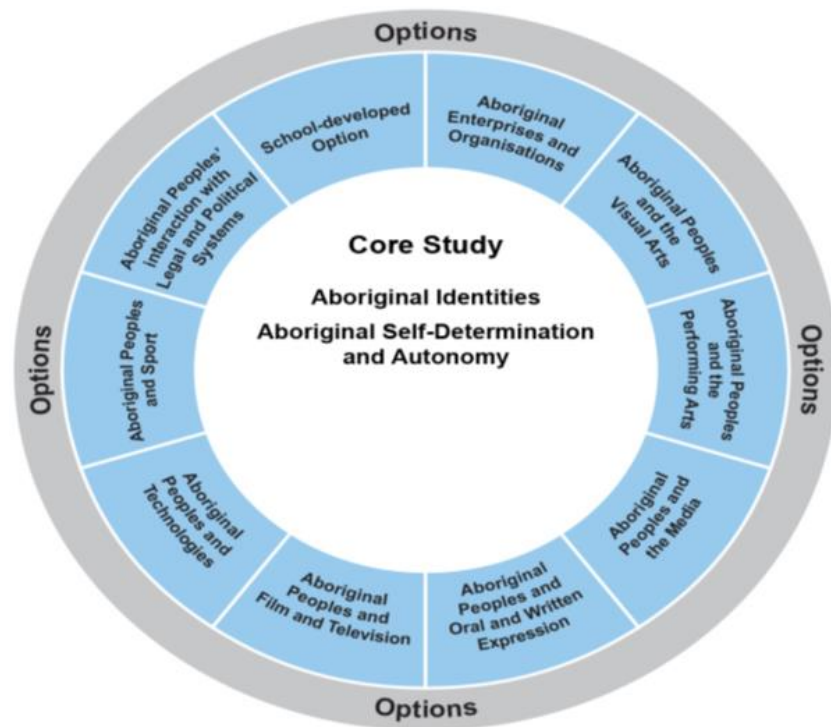 Options
School-developed
Option
Aboriginal
Enterprises and
Organisations
Aboriginal Peoples
and the
Visual Arts
Aboriginal Peoples
and the
Performing Arts
Aboriginal
Peoples and
the Media
Aboriginal
Peoples and
Oral and Written
Expression
Aboriginal
Peoples and
Film and Television
Aboriginal
Peoples and
Technologies
Aboriginal Peoples
and Sport
Aboriginal Peoples'
interaction with
Legal and Political
Systems
Core Study
Aboriginal Identities
Aboriginal Self-Determination
and Autonomy
Options
Options
Options